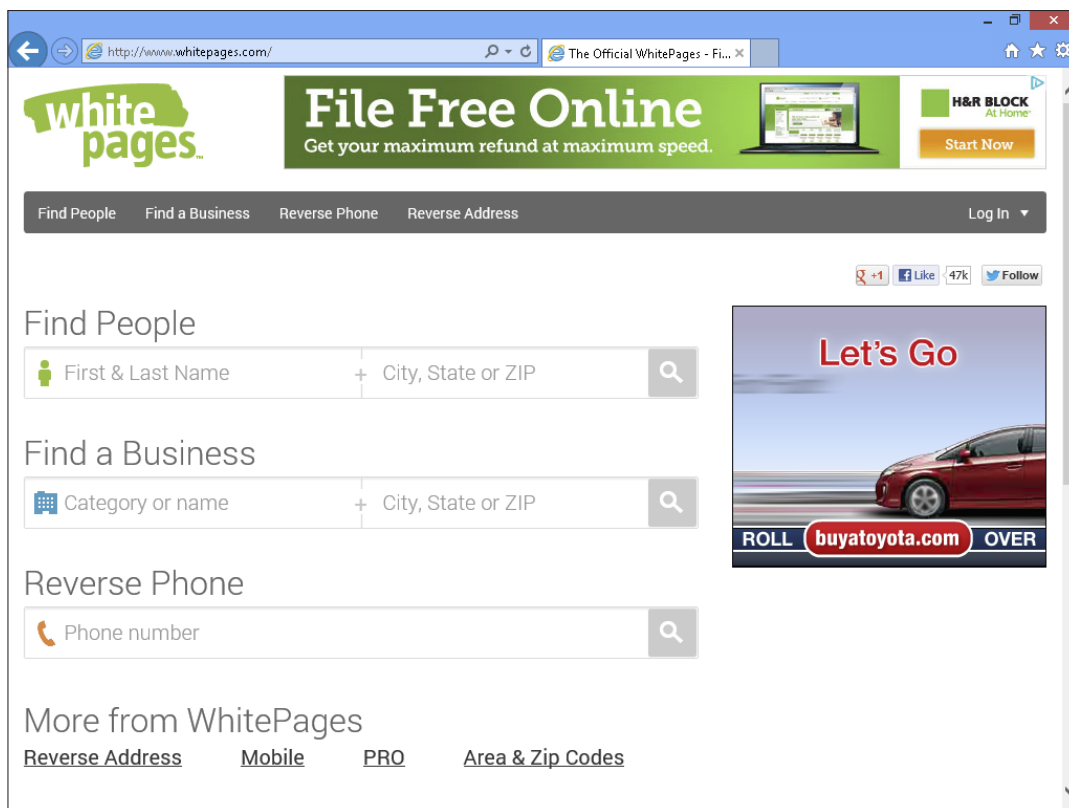 http://www.whitepages.com/
The Official WhitePages - Fi...
white
pages
File Free Online
Get your maximum refund at maximum speed.
H&R BLOCK
At Home
Start Now
Find People Find a Business Reverse Phone Reverse Address Log In
+1 Like 47k Follow
Find People
First & Last Name + City, State or ZIP
Let's Go
Find a Business
Category or name + City, State or ZIP
ROLL buyatoyota.com OVER
Reverse Phone
Phone number
More from WhitePages
Reverse Address Mobile PRO Area & Zip Codes